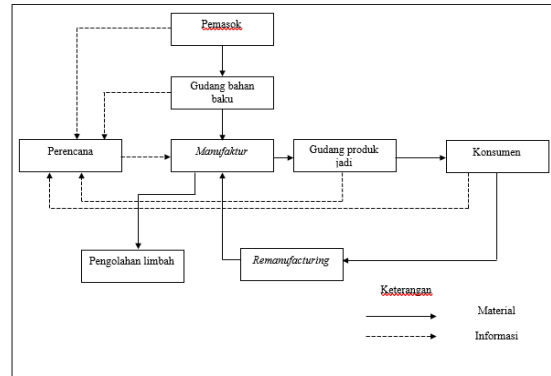 Pemasok
Gudang bahan
baku
Perencana
Manufaktur
Gudang produk
jadi
Konsumen
Pengolahan limbah
Remanufacturing
Keterangan
Material
Informasi